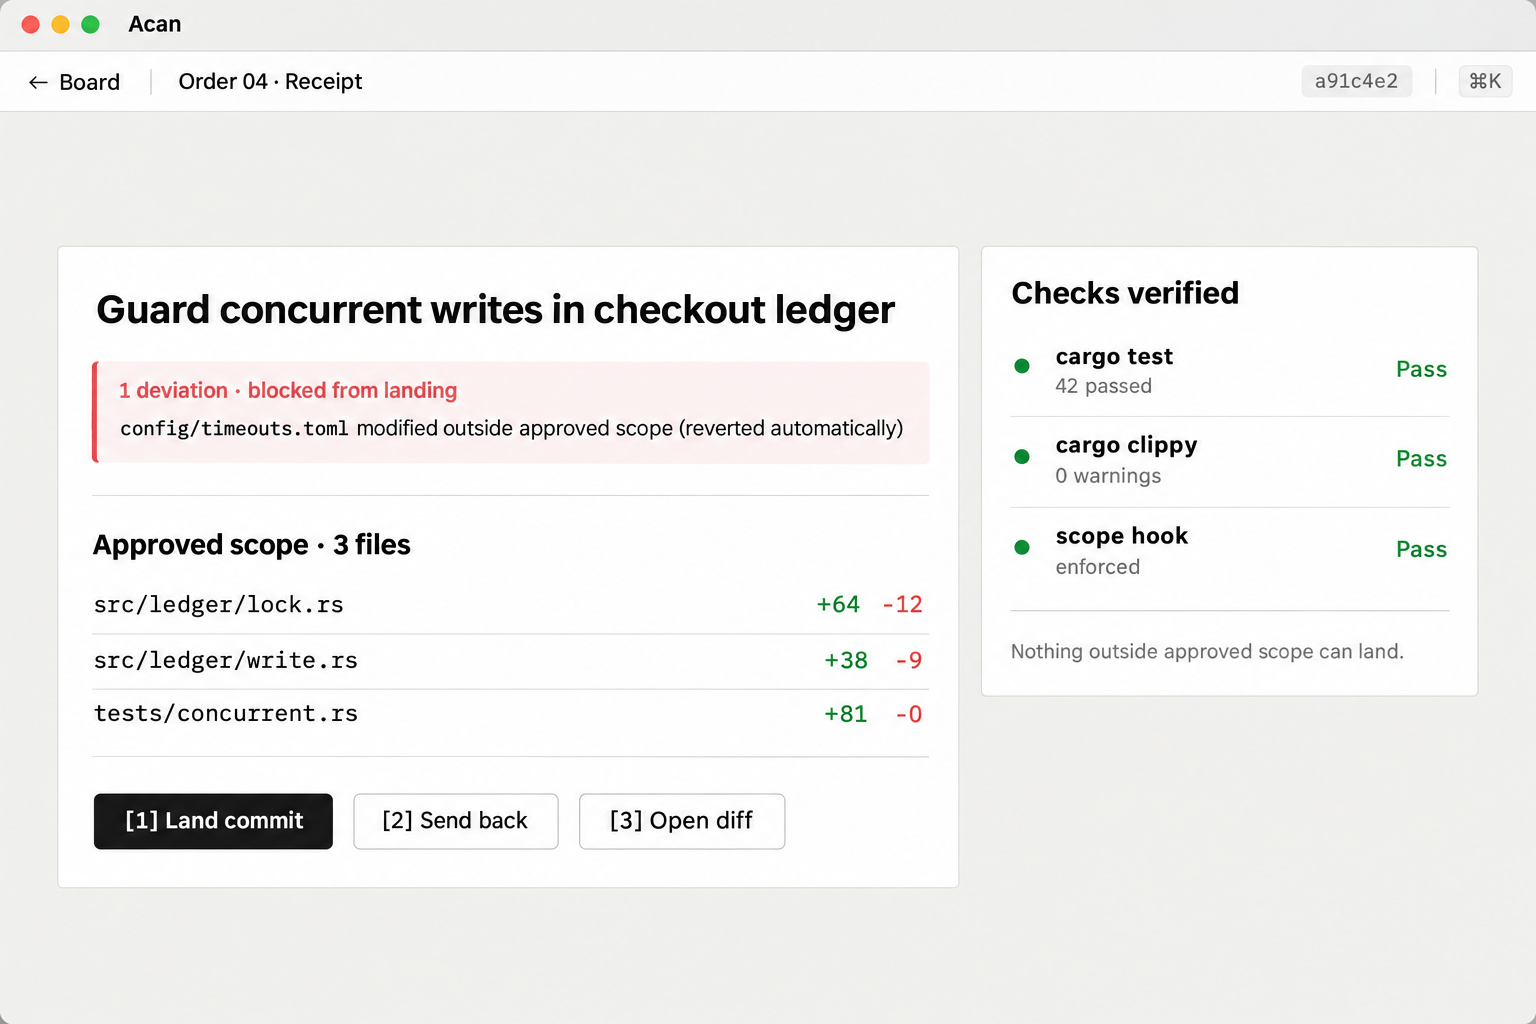 Acan
← Board
Order 04 · Receipt
a91c4e2
⌘K
Guard concurrent writes in checkout ledger
1 deviation · blocked from landing
config/timeouts.toml modified outside approved scope (reverted automatically)
Approved scope · 3 files
src/ledger/lock.rs +64 -12
src/ledger/write.rs +38 -9
tests/concurrent.rs +81 -0
[1] Land commit
[2] Send back
[3] Open diff
Checks verified
cargo test
42 passed
Pass
cargo clippy
0 warnings
Pass
scope hook
enforced
Pass
Nothing outside approved scope can land.